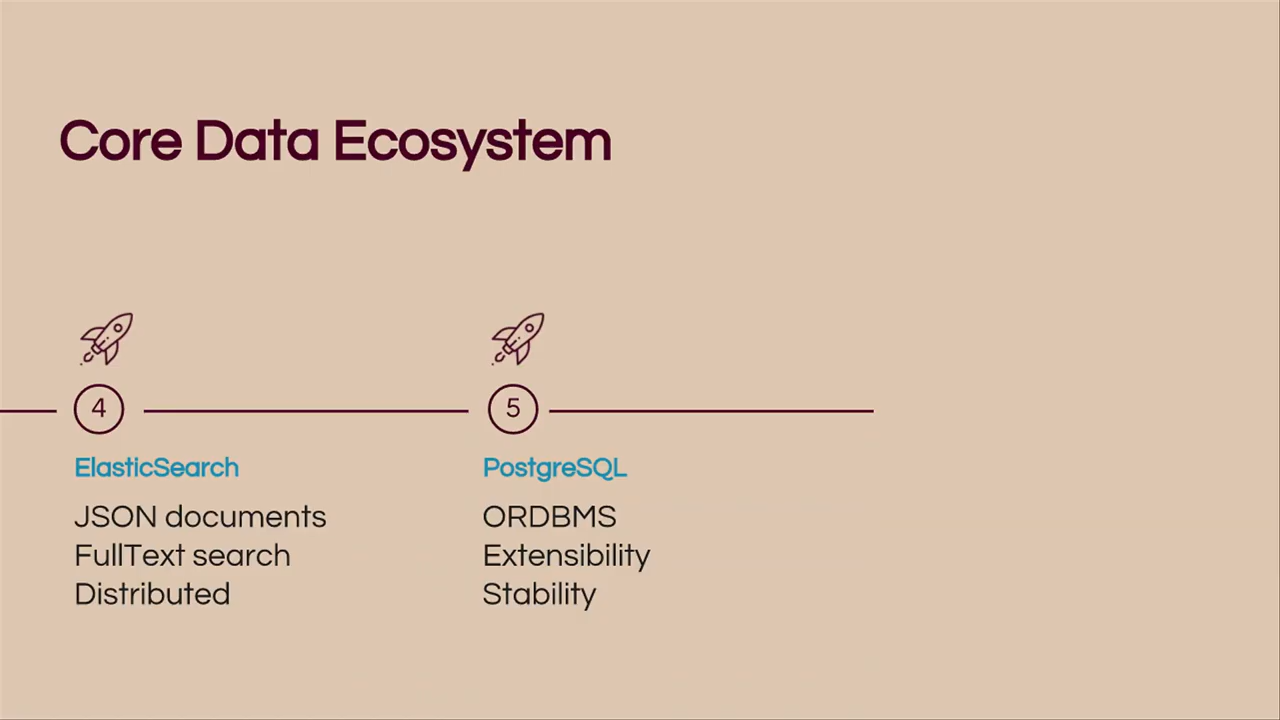 Core Data Ecosystem
4
5
ElasticSearch
PostgreSQL
JSON documents
FullText search
Distributed
ORDBMS
Extensibility
Stability